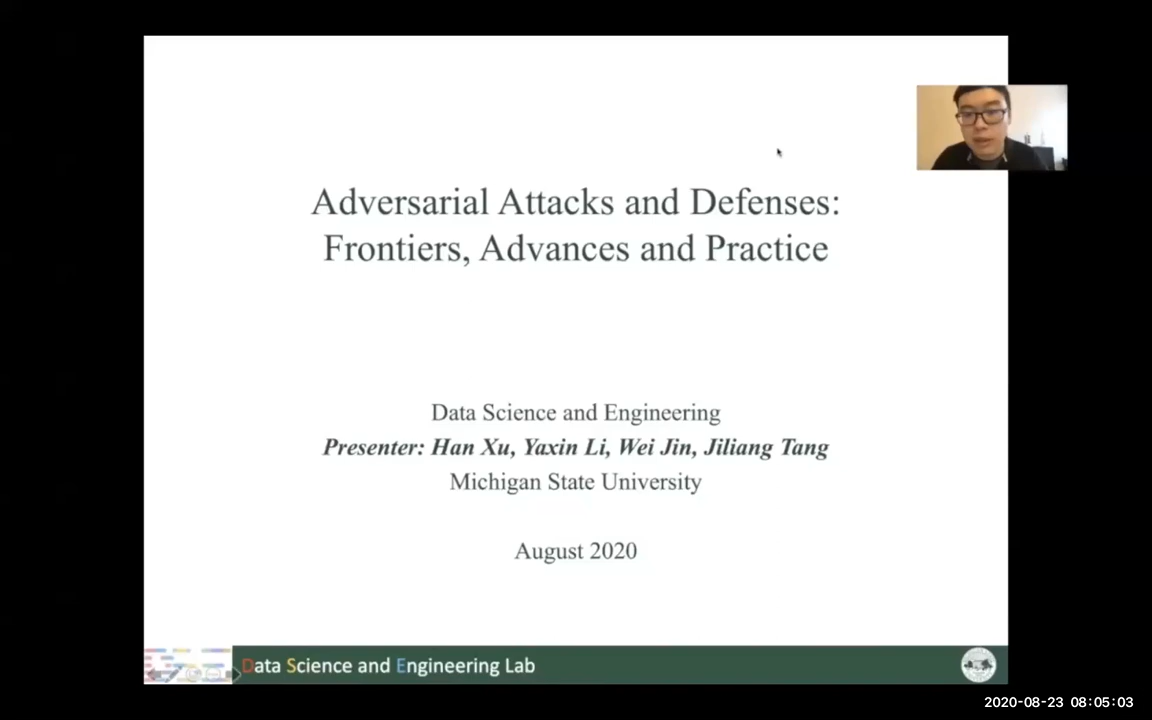 Adversarial Attacks and Defenses:
Frontiers, Advances and Practice
Data Science and Engineering
Presenter: Han Xu, Yaxin Li, Wei Jin, Jiliang Tang
Michigan State University
August 2020
Data Science and Engineering Lab
2020-08-23 08:05:03